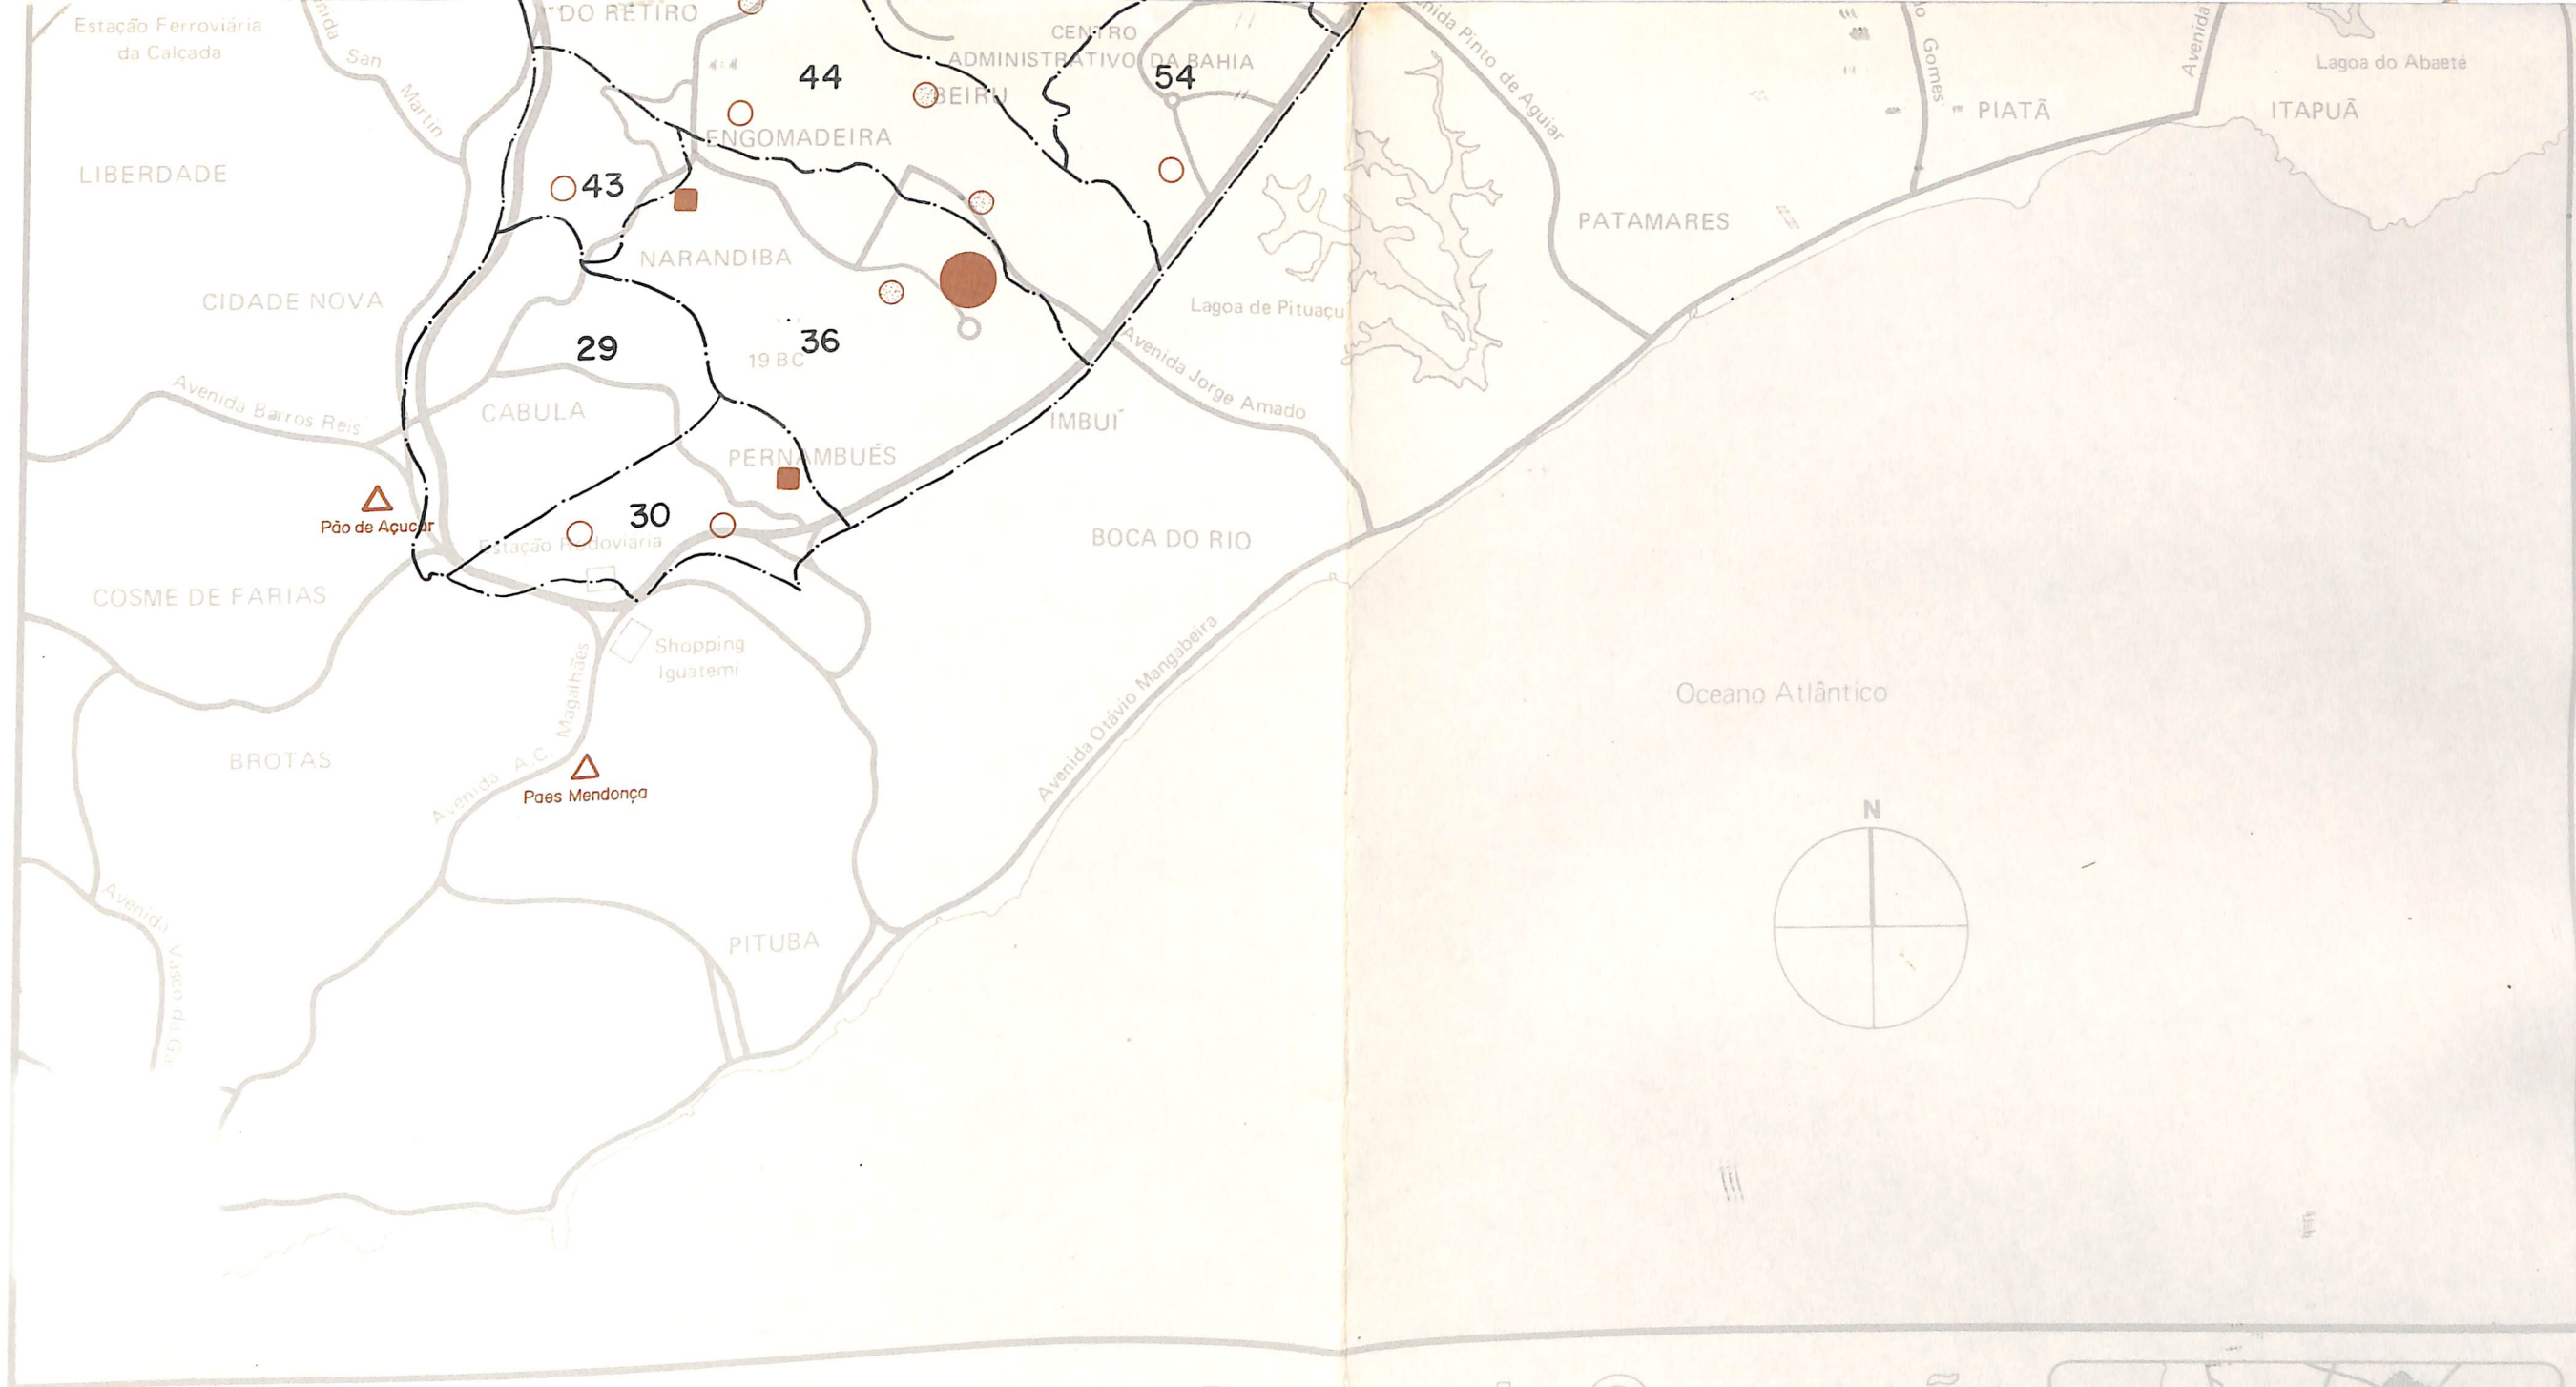 DO RETIRO
Estação Ferroviária
da Calçada
San
Martin
CENTRO
ADMINISTRATIVO DA BAHIA
44
54
BEIRU
Pinto de Aguiar
Gomes
Avenida
Lagoa do Abaeté
PIATÃ
ITAPUÃ
ENGOMADEIRA
LIBERDADE
43
PATAMARES
NARANDIBA
CIDADE NOVA
Lagoa de Pituaçu
29
36
19 BC
Avenida Jorge Amado
Avenida Barros Reis
CABULA
IMBUÍ
PERNAMBUÉS
30
Pão de Açucar
Estação Rodoviária
BOCA DO RIO
COSME DE FARIAS
Shopping
Iguatemi
Avenida Otávio Mangabeira
Oceano Atlântico
BROTAS
Avenida A.C. Magalhães
Paes Mendonça
N
Avenida Vasco da
PITUBA